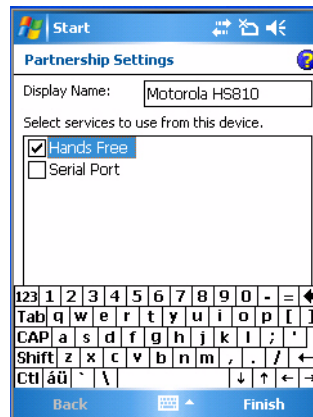 Start
Partnership Settings
Display Name: Motorola HS810
Select services to use from this device.
Hands Free
Serial Port
123 1 2 3 4 5 6 7 8 9 0 - =
Tab q w e r t y u i o p [ ]
CAP a s d f g h j k l ; '
Shift z x c v b n m , . /
Ctl áü ` \
Back Finish